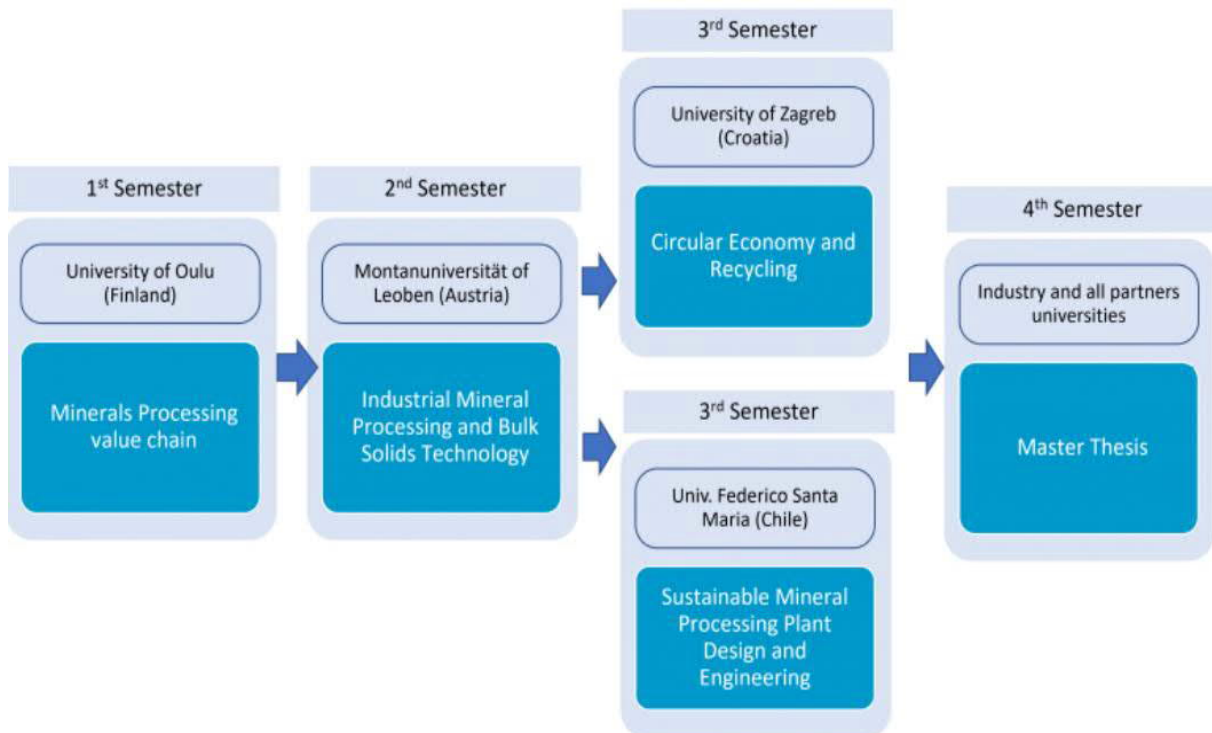 1st Semester
University of Oulu
(Finland)
Minerals Processing
value chain
2nd Semester
Montanuniversität of
Leoben (Austria)
Industrial Mineral
Processing and Bulk
Solids Technology
3rd Semester
University of Zagreb
(Croatia)
Circular Economy and
Recycling
3rd Semester
Univ. Federico Santa
Maria (Chile)
Sustainable Mineral
Processing Plant
Design and
Engineering
4th Semester
Industry and all partners
universities
Master Thesis